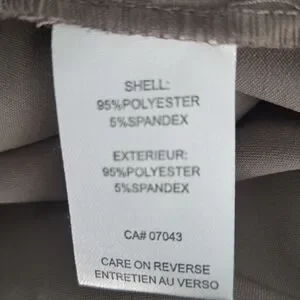 SHELL:
95%POLYESTER
5%SPANDEX
EXTERIEUR:
95%POLYESTER
5%SPANDEX
CA# 07043
CARE ON REVERSE
ENTRETIEN AU VERSO